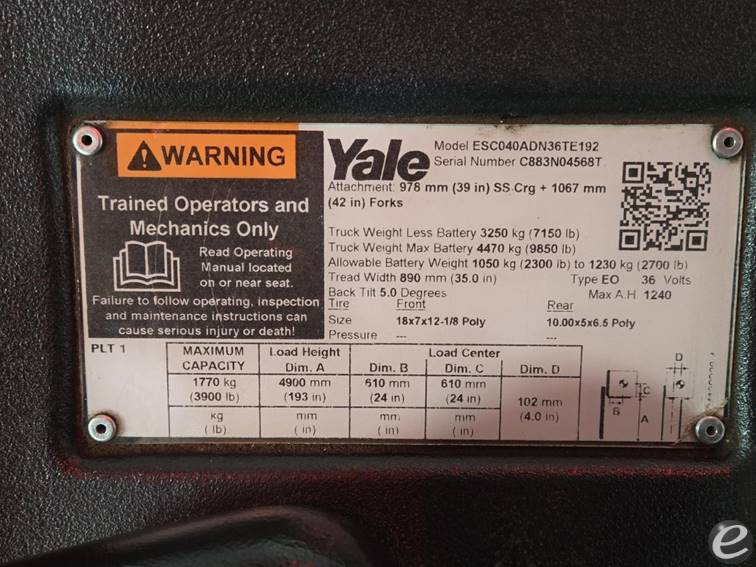 WARNING
Trained Operators and
Mechanics Only
Read Operating
Manual located
on or near seat.
Failure to follow operating, inspection
and maintenance instructions can
cause serious injury or death!
Yale
Model ESC040ADN36TE192
Serial Number C883N04568T
Attachment: 978 mm (39 in) SS Crg + 1067 mm
(42 in) Forks
Truck Weight Less Battery 3250 kg (7150 lb)
Truck Weight Max Battery 4470 kg (9850 lb)
Allowable Battery Weight 1050 kg (2300 lb) to 1230 kg (2700 lb)
Tread Width 890 mm (35.0 in) Type EO 36 Volts
Back Tilt 5.0 Degrees Max A.H. 1240
Tire Front Rear
Size 18x7x12-1/8 Poly 10.00x5x6.5 Poly
Pressure --- ---
PLT 1
MAXIMUM CAPACITY Load Height Dim. A Load Center
Dim. B Dim. C Dim. D
1770 kg 4900 mm 610 mm 610 mm 102 mm
(3900 lb) (193 in) (24 in) (24 in) (4.0 in)
kg mm mm mm
(lb) (in) (in) (in)
D
C
B
A
e